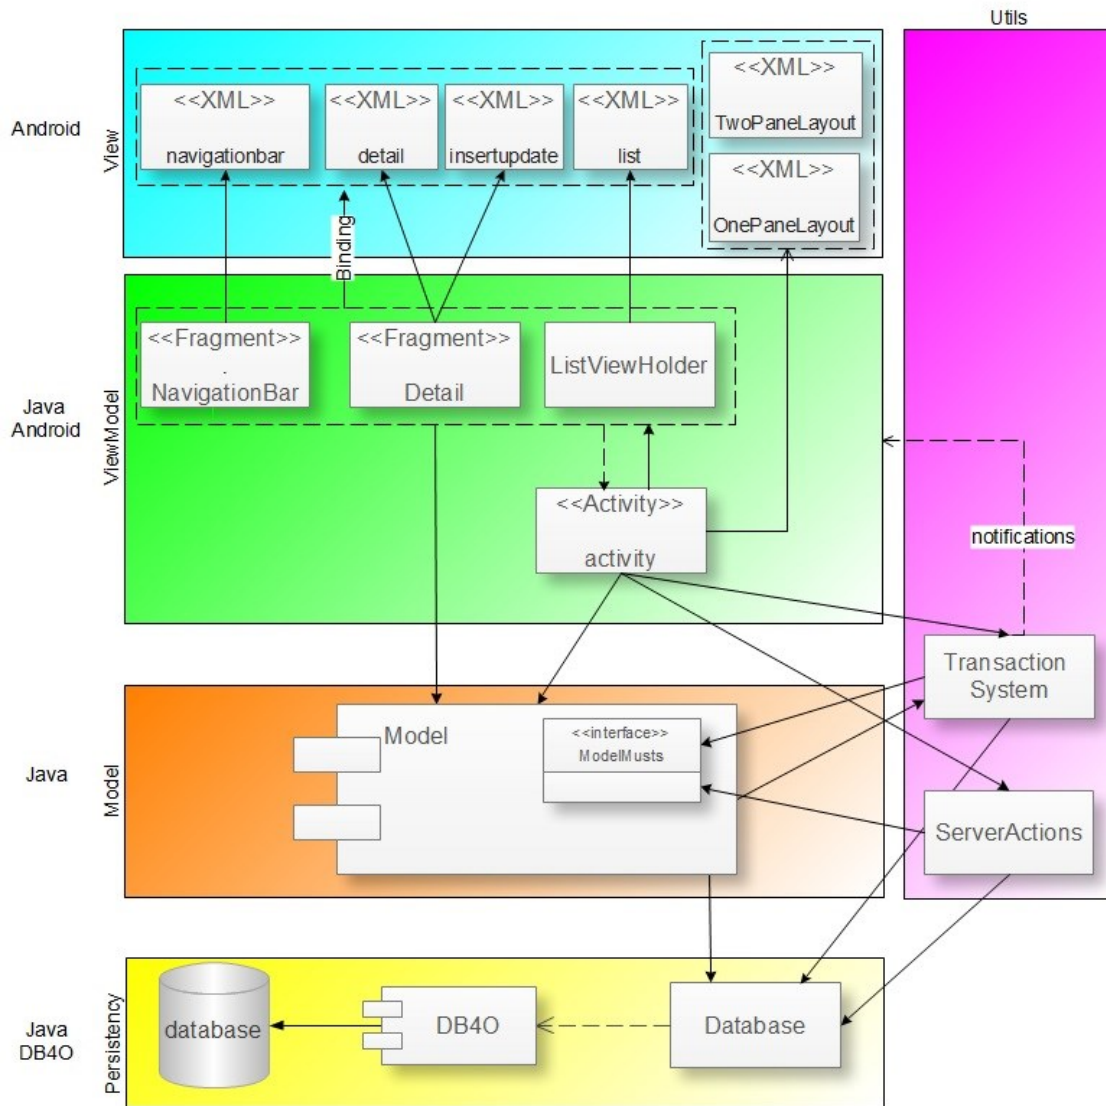 Utils
Android
View
<<XML>>
navigationbar
<<XML>>
detail
<<XML>>
insertupdate
<<XML>>
list
<<XML>>
TwoPaneLayout
<<XML>>
OnePaneLayout
Binding
Java
Android
ViewModel
<<Fragment>>
.
NavigationBar
<<Fragment>>
Detail
ListViewHolder
<<Activity>>
activity
notifications
Transaction
System
Java
Model
Model
<<interface>>
ModelMusts
ServerActions
Java
DB4O
Persistency
database
DB4O
Database